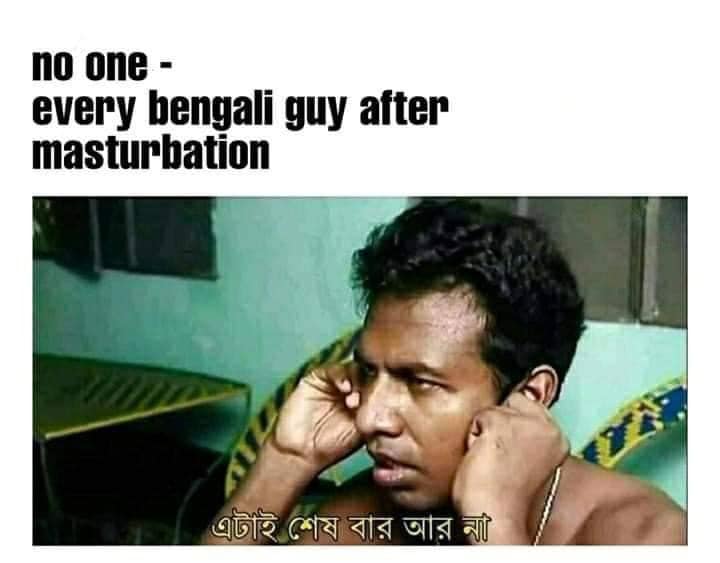 no one -
every bengali guy after
masturbation
এটাই শেষ বার আর না